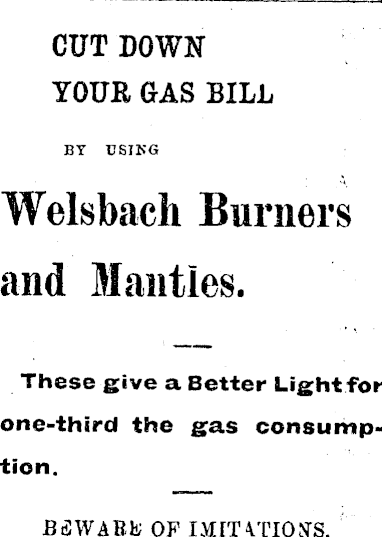 CUT DOWN
YOUR GAS BILL
BY USING
Welsbach Burners
and Mantles.
These give a Better Light for
one-third the gas consump-
tion.
BEWARE OF IMITATIONS.